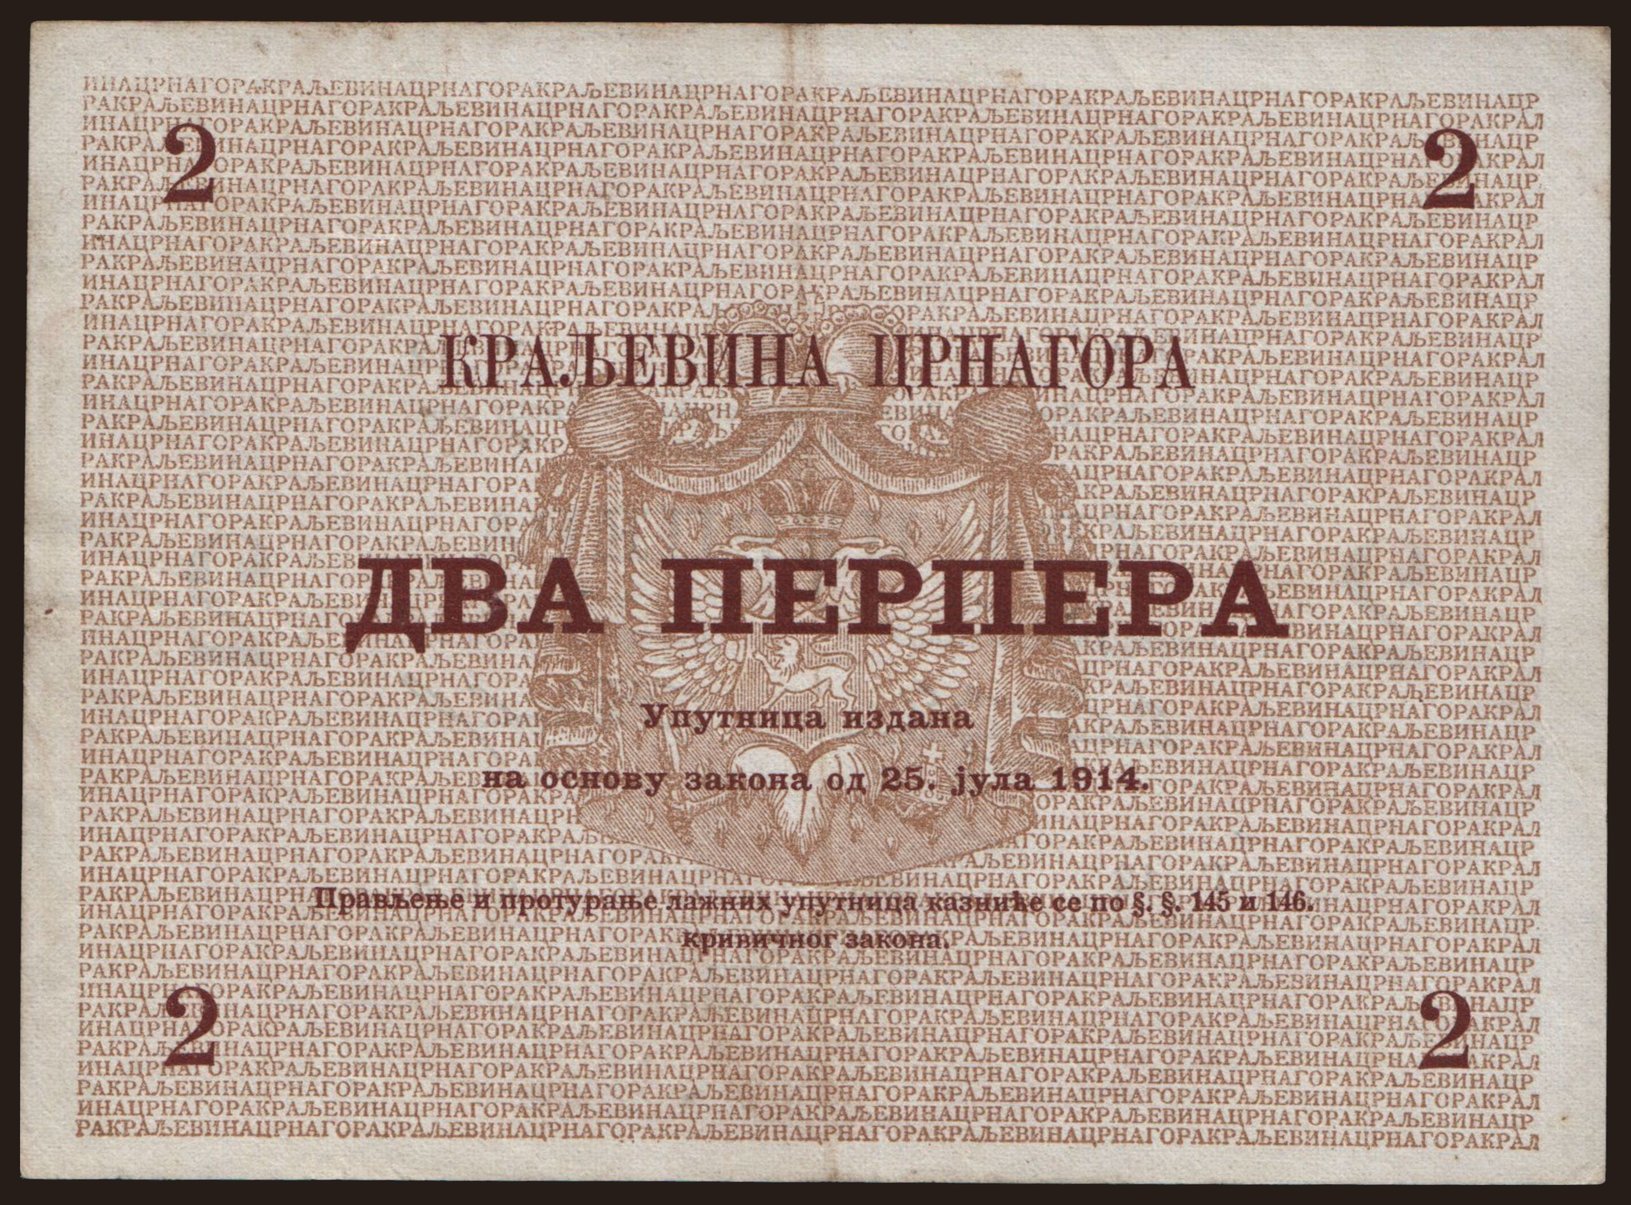 2 2
КРАЉЕВИНА ЦРНАГОРА
ДВА ПЕРПЕРА
Упутница издана
на основу закона од 25. јула 1914.
Прављење и протурање лажних упутница казниће се по §. §. 145 и 146.
кривичног закона.
2 2